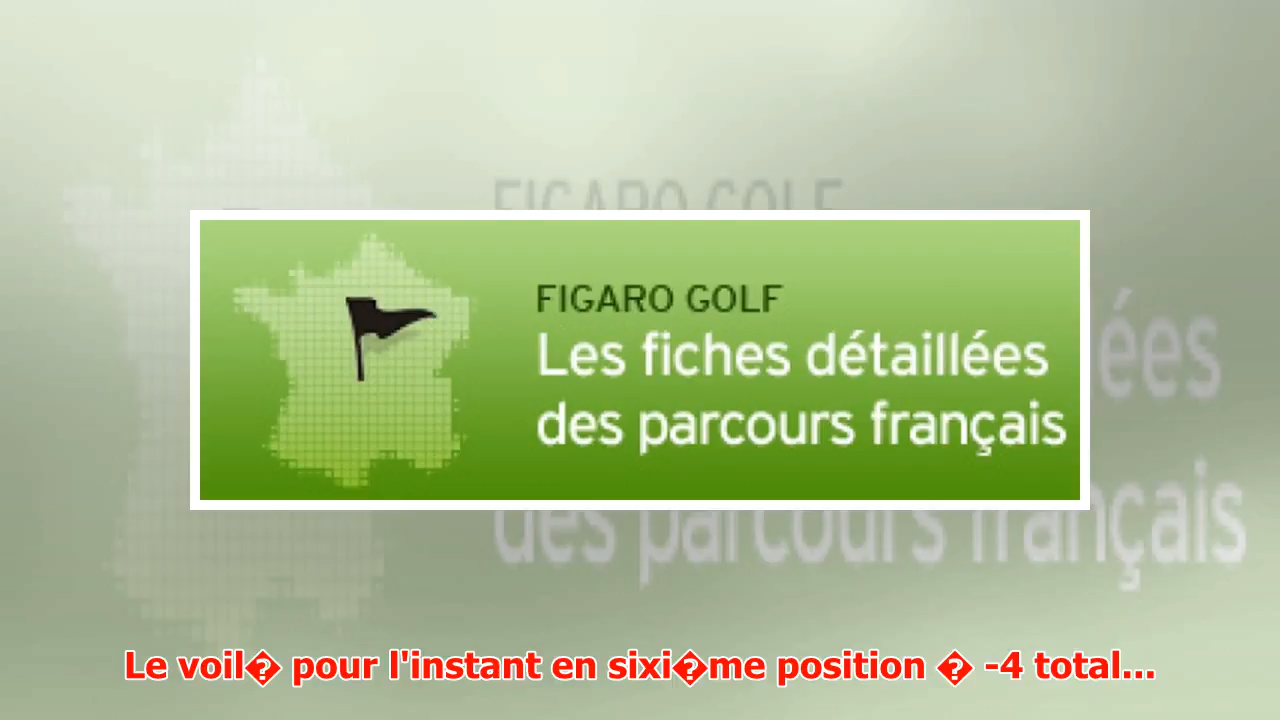 FIGARO GOLF
Les fiches détaillées
des parcours français
Le voil� pour l'instant en sixi�me position � -4 total...